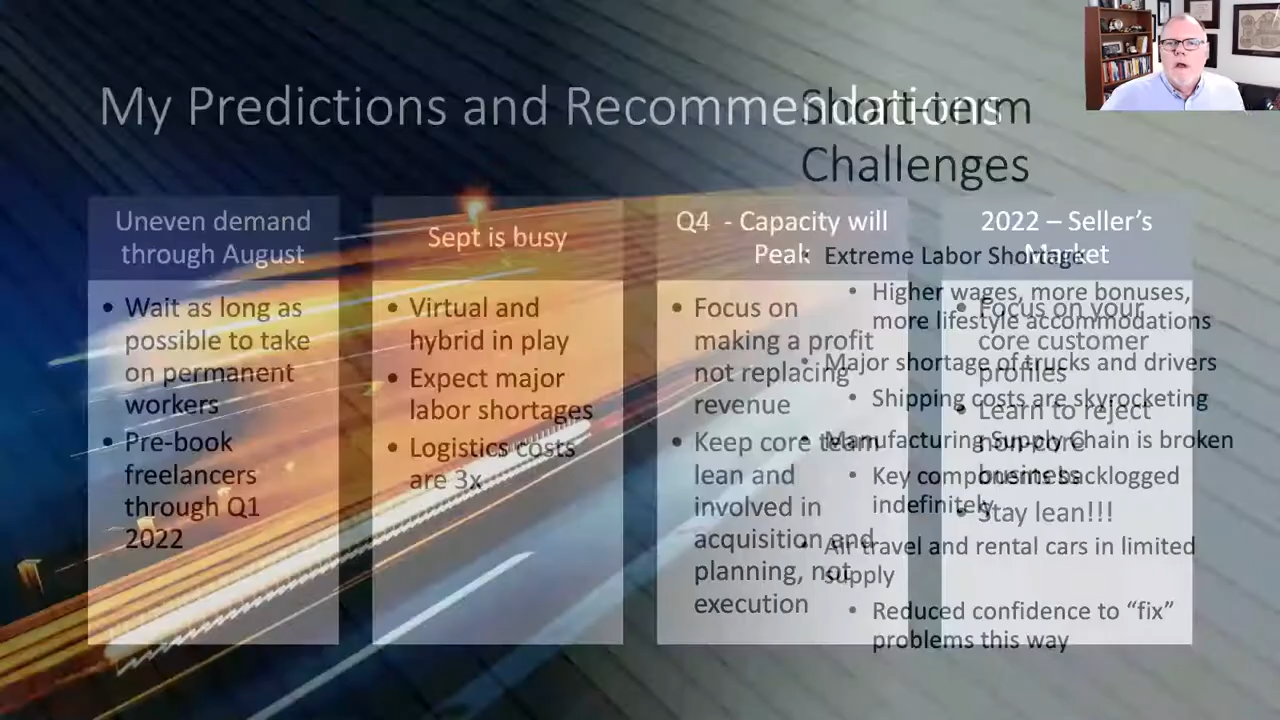 My Predictions and Recommendations
Uneven demand
through August
• Wait as long as
possible to take
on permanent
workers
• Pre-book
freelancers
through Q1
2022
Sept is busy
• Virtual and
hybrid in play
• Expect major
labor shortages
• Logistics costs
are 3x
Q4 - Capacity will
Peak
• Focus on
making a profit
not replacing
revenue
• Keep core team
lean and
involved in
acquisition and
planning, not
execution
2022 – Seller’s
Market
• Focus on your
core customer
profiles
• Learn to reject
non-core
business
• Stay lean!!!
Short-term
Challenges
• Extreme Labor Shortage
• Higher wages, more bonuses,
more lifestyle accommodations
• Major shortage of trucks and drivers
• Shipping costs are skyrocketing
• Manufacturing Supply Chain is broken
• Key components backlogged
indefinitely
• Air travel and rental cars in limited
supply
• Reduced confidence to “fix”
problems this way